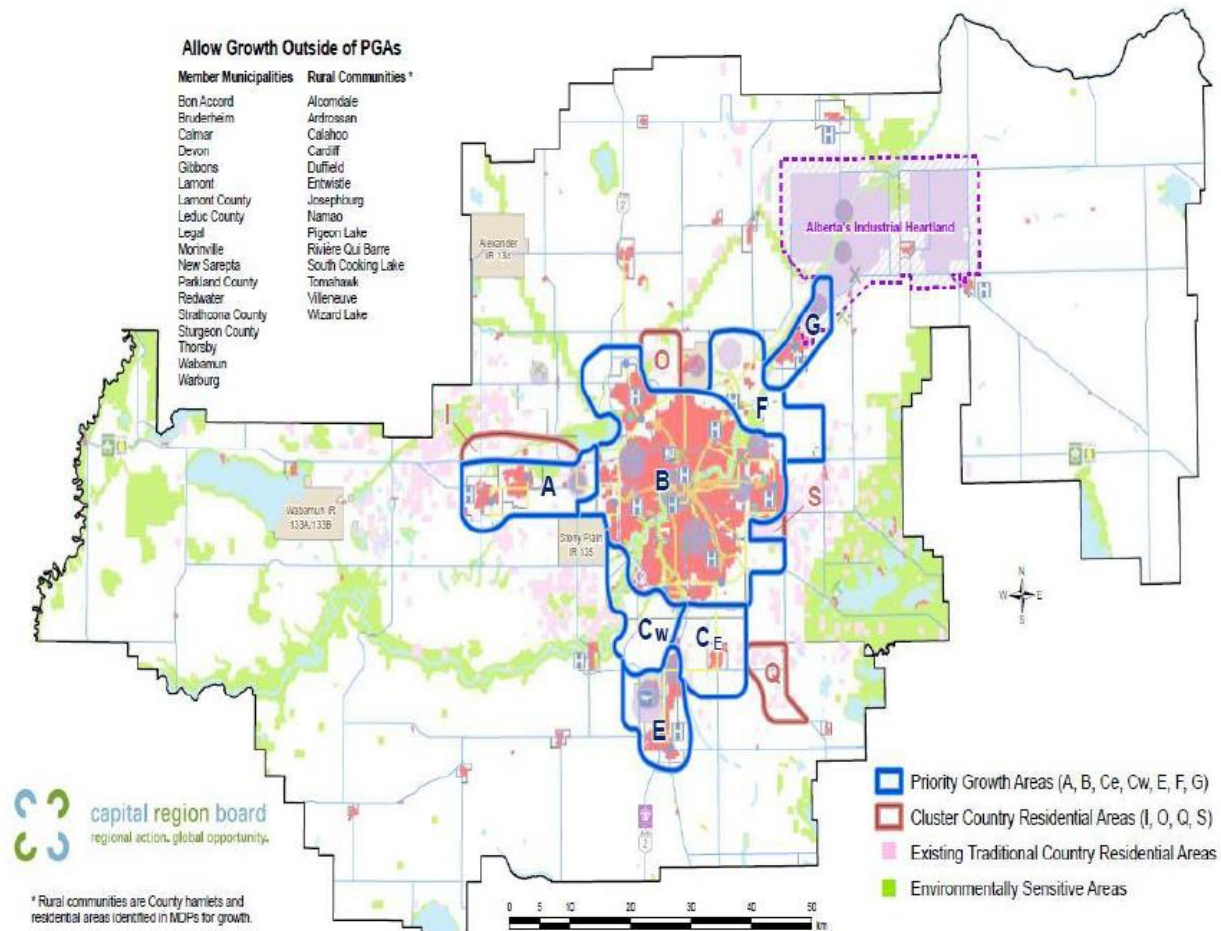 Allow Growth Outside of PGAs
Member Municipalities Rural Communities *
Bon Accord Alcomdale
Bruderheim Ardrossan
Calmar Calahoo
Devon Cardiff
Gibbons Duffield
Lamont Entwistle
Lamont County Josephburg
Leduc County Namao
Legal Pigeon Lake
Morinville Rivière Qui Barre
New Sarepta South Cooking Lake
Parkland County Tomahawk
Redwater Villeneuve
Strathcona County Wizard Lake
Sturgeon County
Thorsby
Wabamun
Warburg
H
2
Alberta's Industrial Heartland
Alexander
IR 134
H
G
O
F
I
H
H
A
B
H
H
S
Wabamun IR
133A/133B
Stony Plain
IR 135
H
N
W E
S
Cw
CE
H
Q
E
H
2
capital region board
regional action. global opportunity.
Priority Growth Areas (A, B, Ce, Cw, E, F, G)
Cluster Country Residential Areas (I, O, Q, S)
Existing Traditional Country Residential Areas
Environmentally Sensitive Areas
* Rural communities are County hamlets and
residential areas identified in MDPs for growth.
0 5 10 20 30 40 50
km